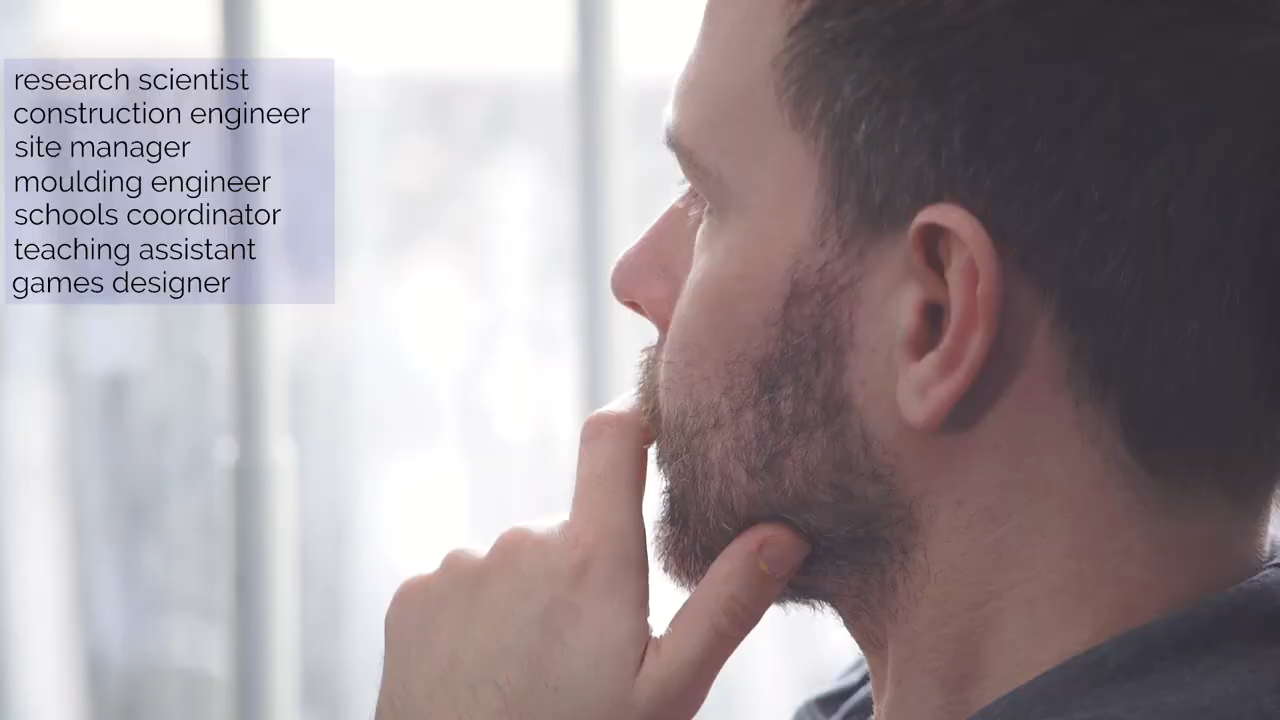 research scientist
construction engineer
site manager
moulding engineer
schools coordinator
teaching assistant
games designer